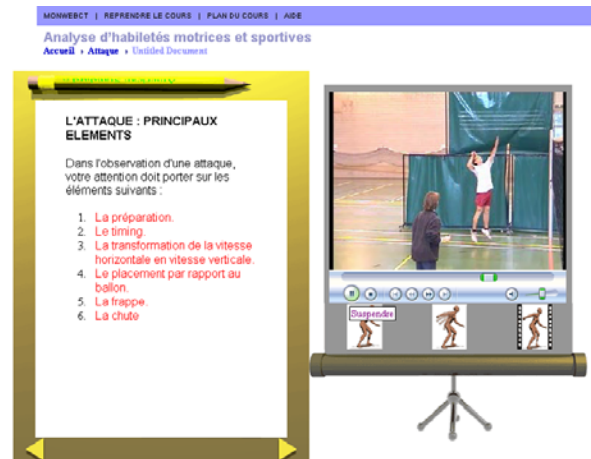 MONWEBCT | REPRENDRE LE COURS | PLAN DU COURS | AIDE
Analyse d'habiletés motrices et sportives
Accueil › Attaque › Untitled Document
L'ATTAQUE : PRINCIPAUX
ELEMENTS
Dans l'observation d'une attaque,
votre attention doit porter sur les
éléments suivants :
1. La préparation.
2. Le timing.
3. La transformation de la vitesse
horizontale en vitesse verticale.
4. Le placement par rapport au
ballon.
5. La frappe.
6. La chute
Suspendre